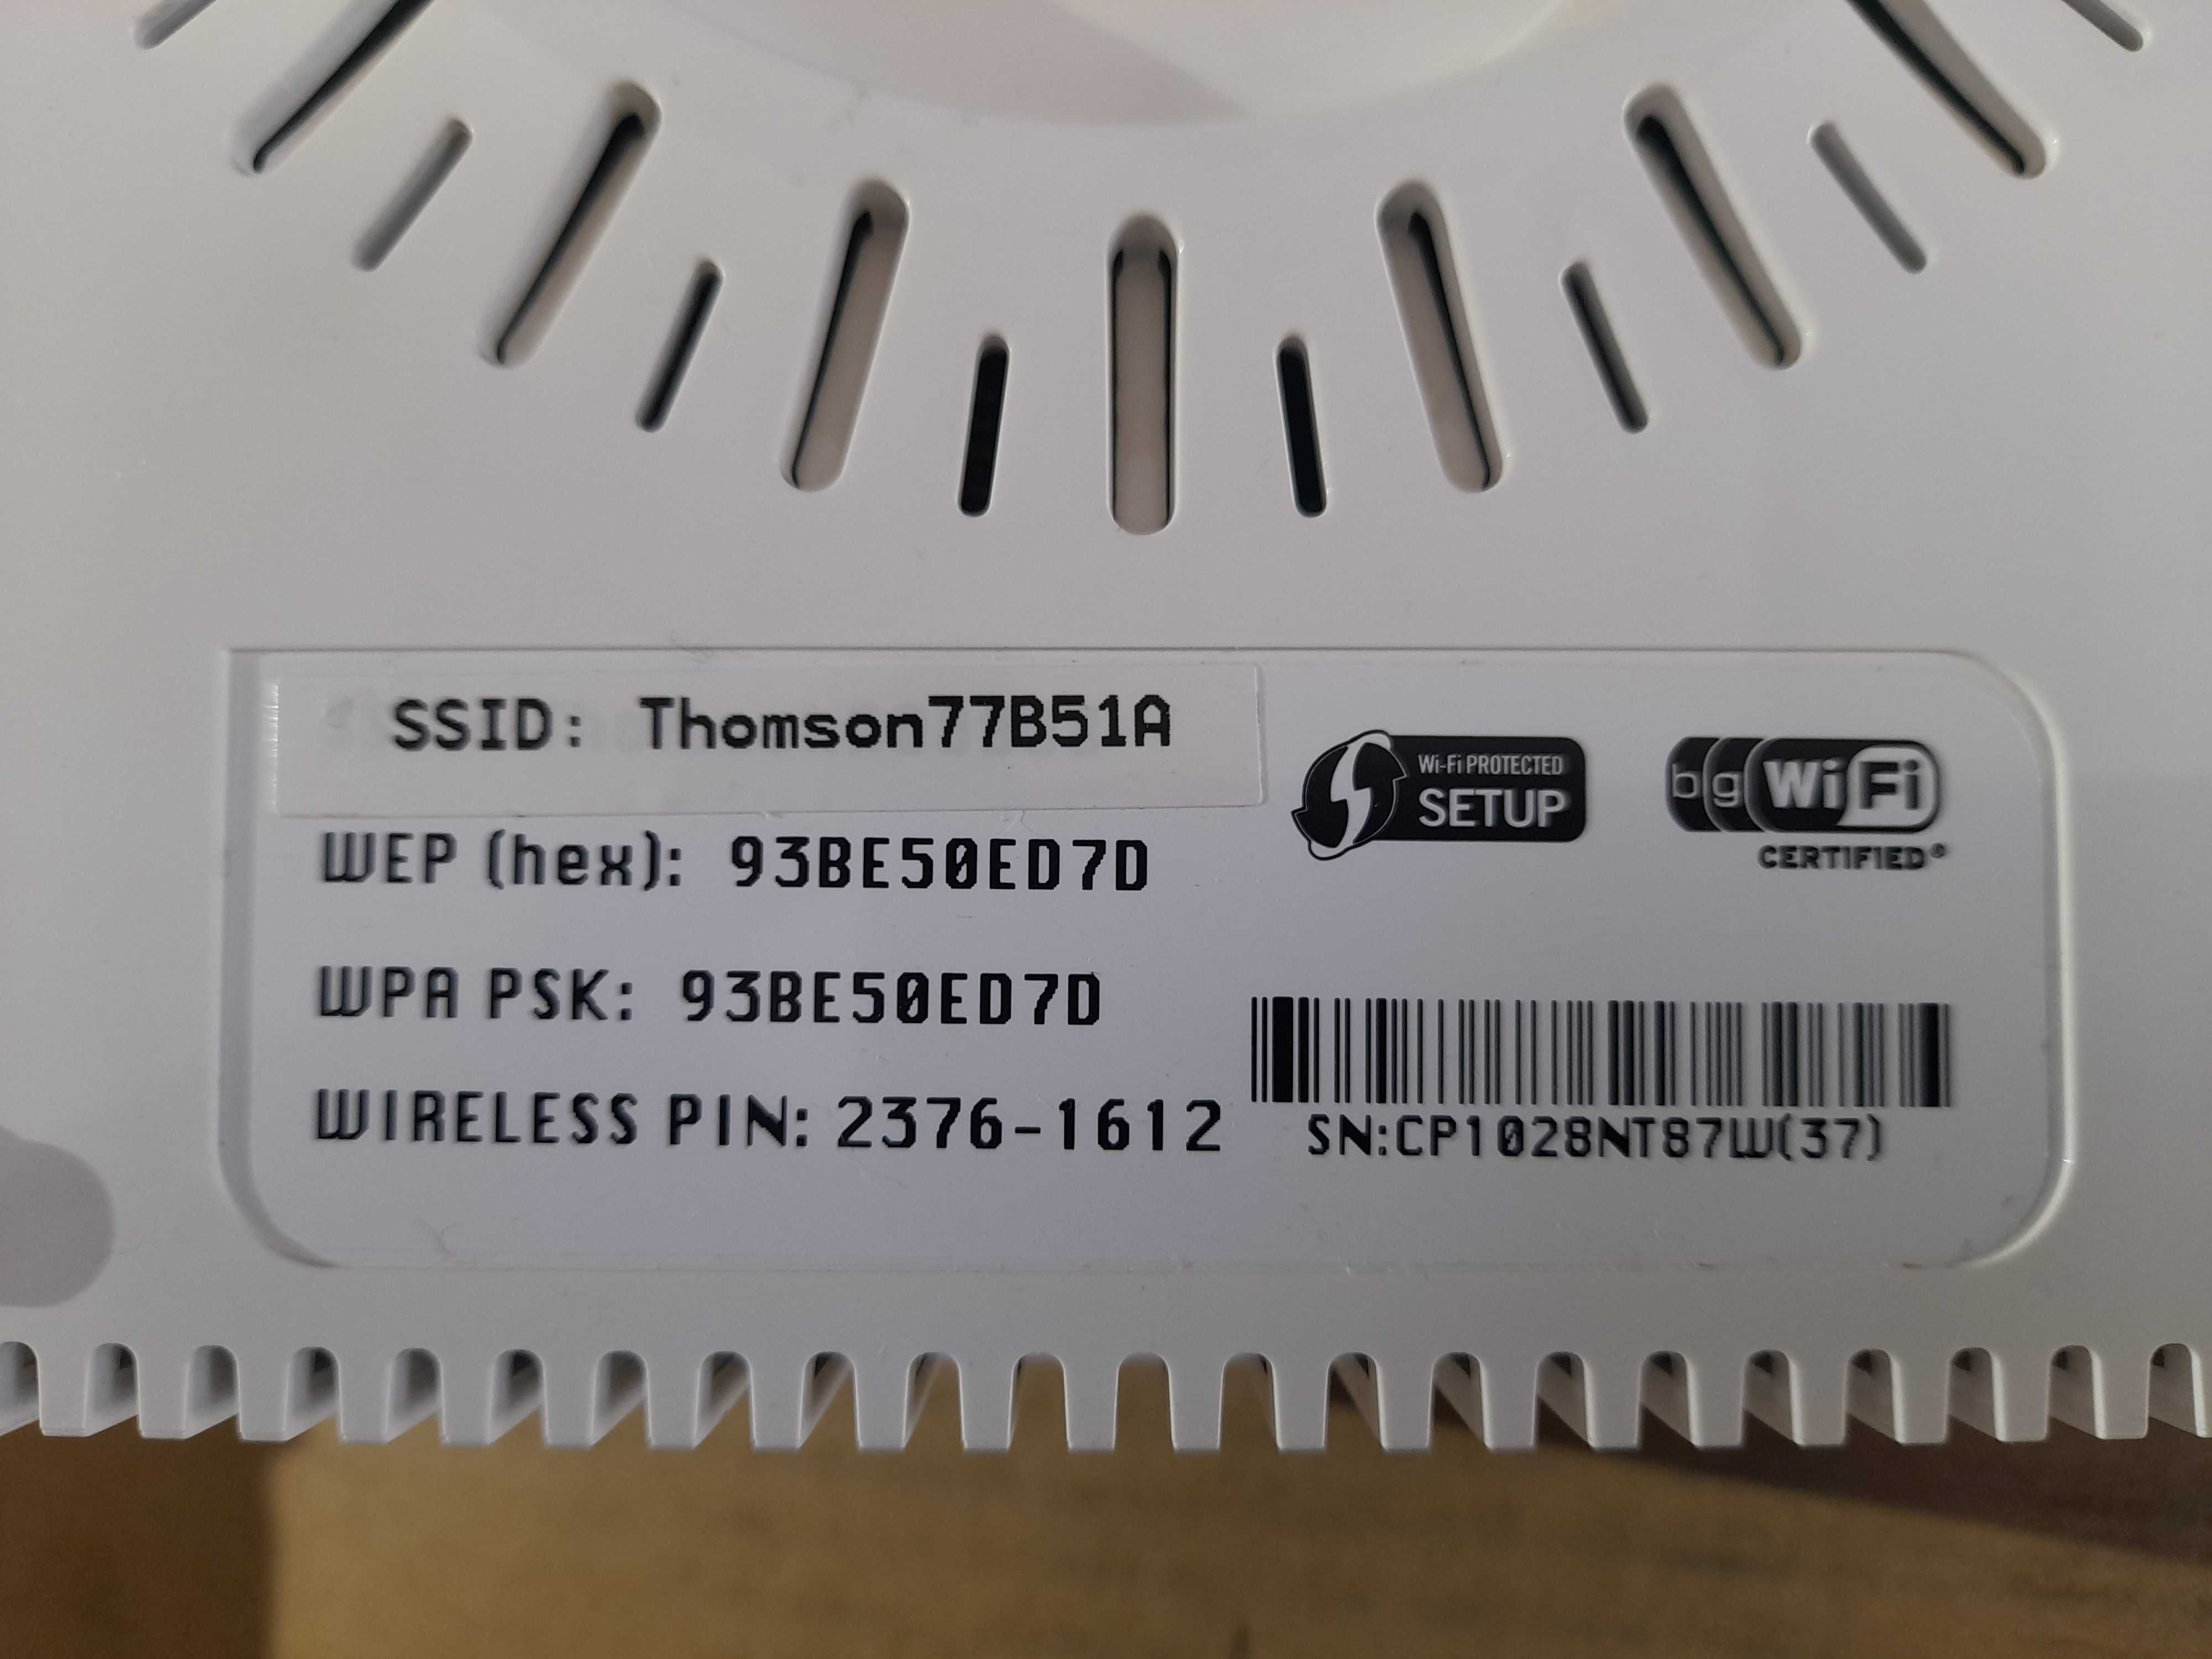 SSID: Thomson77B51A
Wi-Fi PROTECTED
SETUP
bg WiFi
CERTIFIED®
WEP (hex): 93BE50ED7D
WPA PSK: 93BE50ED7D
WIRELESS PIN: 2376-1612
SN:CP1028NT87W(37)